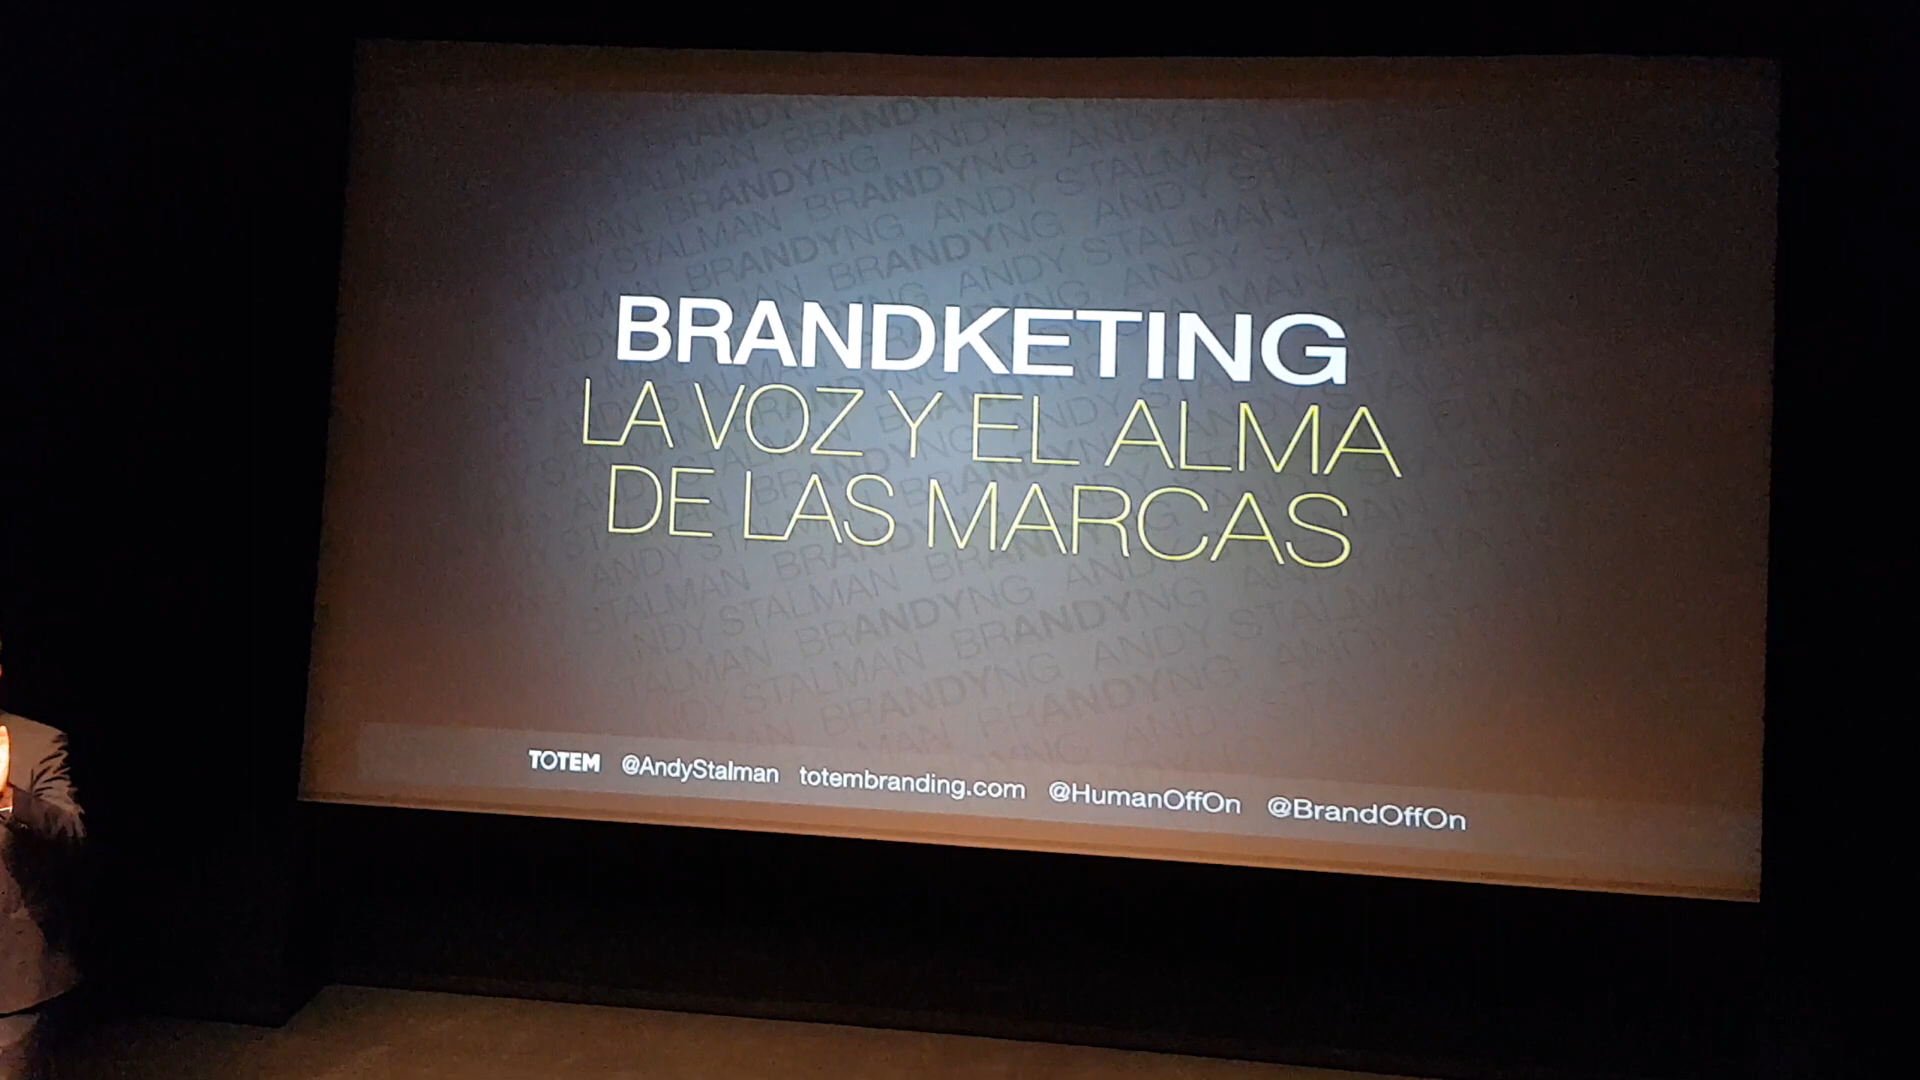 BRANDKETING
LA VOZ Y EL ALMA
DE LAS MARCAS
TOTEM @AndyStalman totembranding.com @HumanOffOn @BrandOffOn